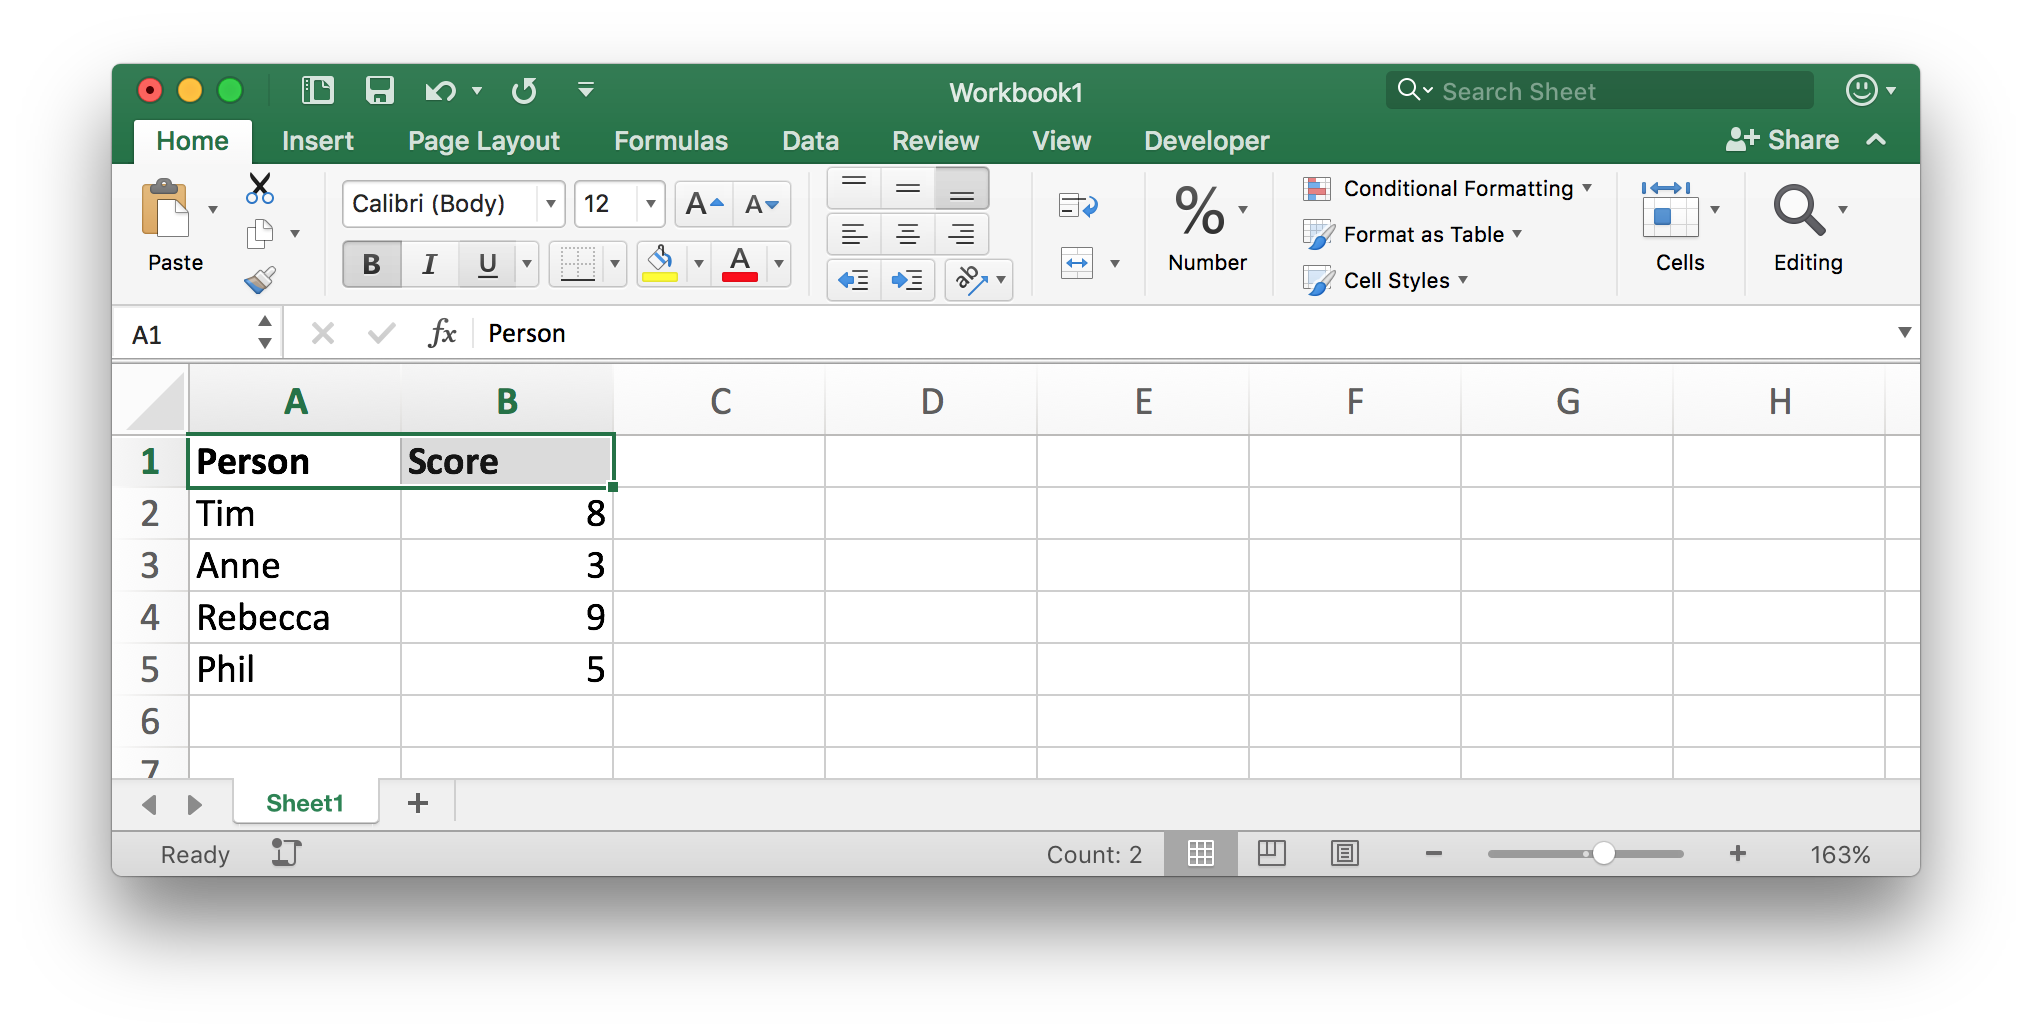 Workbook1
Search Sheet
Home Insert Page Layout Formulas Data Review View Developer Share
Paste
Calibri (Body) 12 A A
B I U A
ab
% Number
Conditional Formatting
Format as Table
Cell Styles
Cells
Editing
A1 fx Person
A B C D E F G H
1 Person Score
2 Tim 8
3 Anne 3
4 Rebecca 9
5 Phil 5
6
7
Sheet1 +
Ready Count: 2 163%